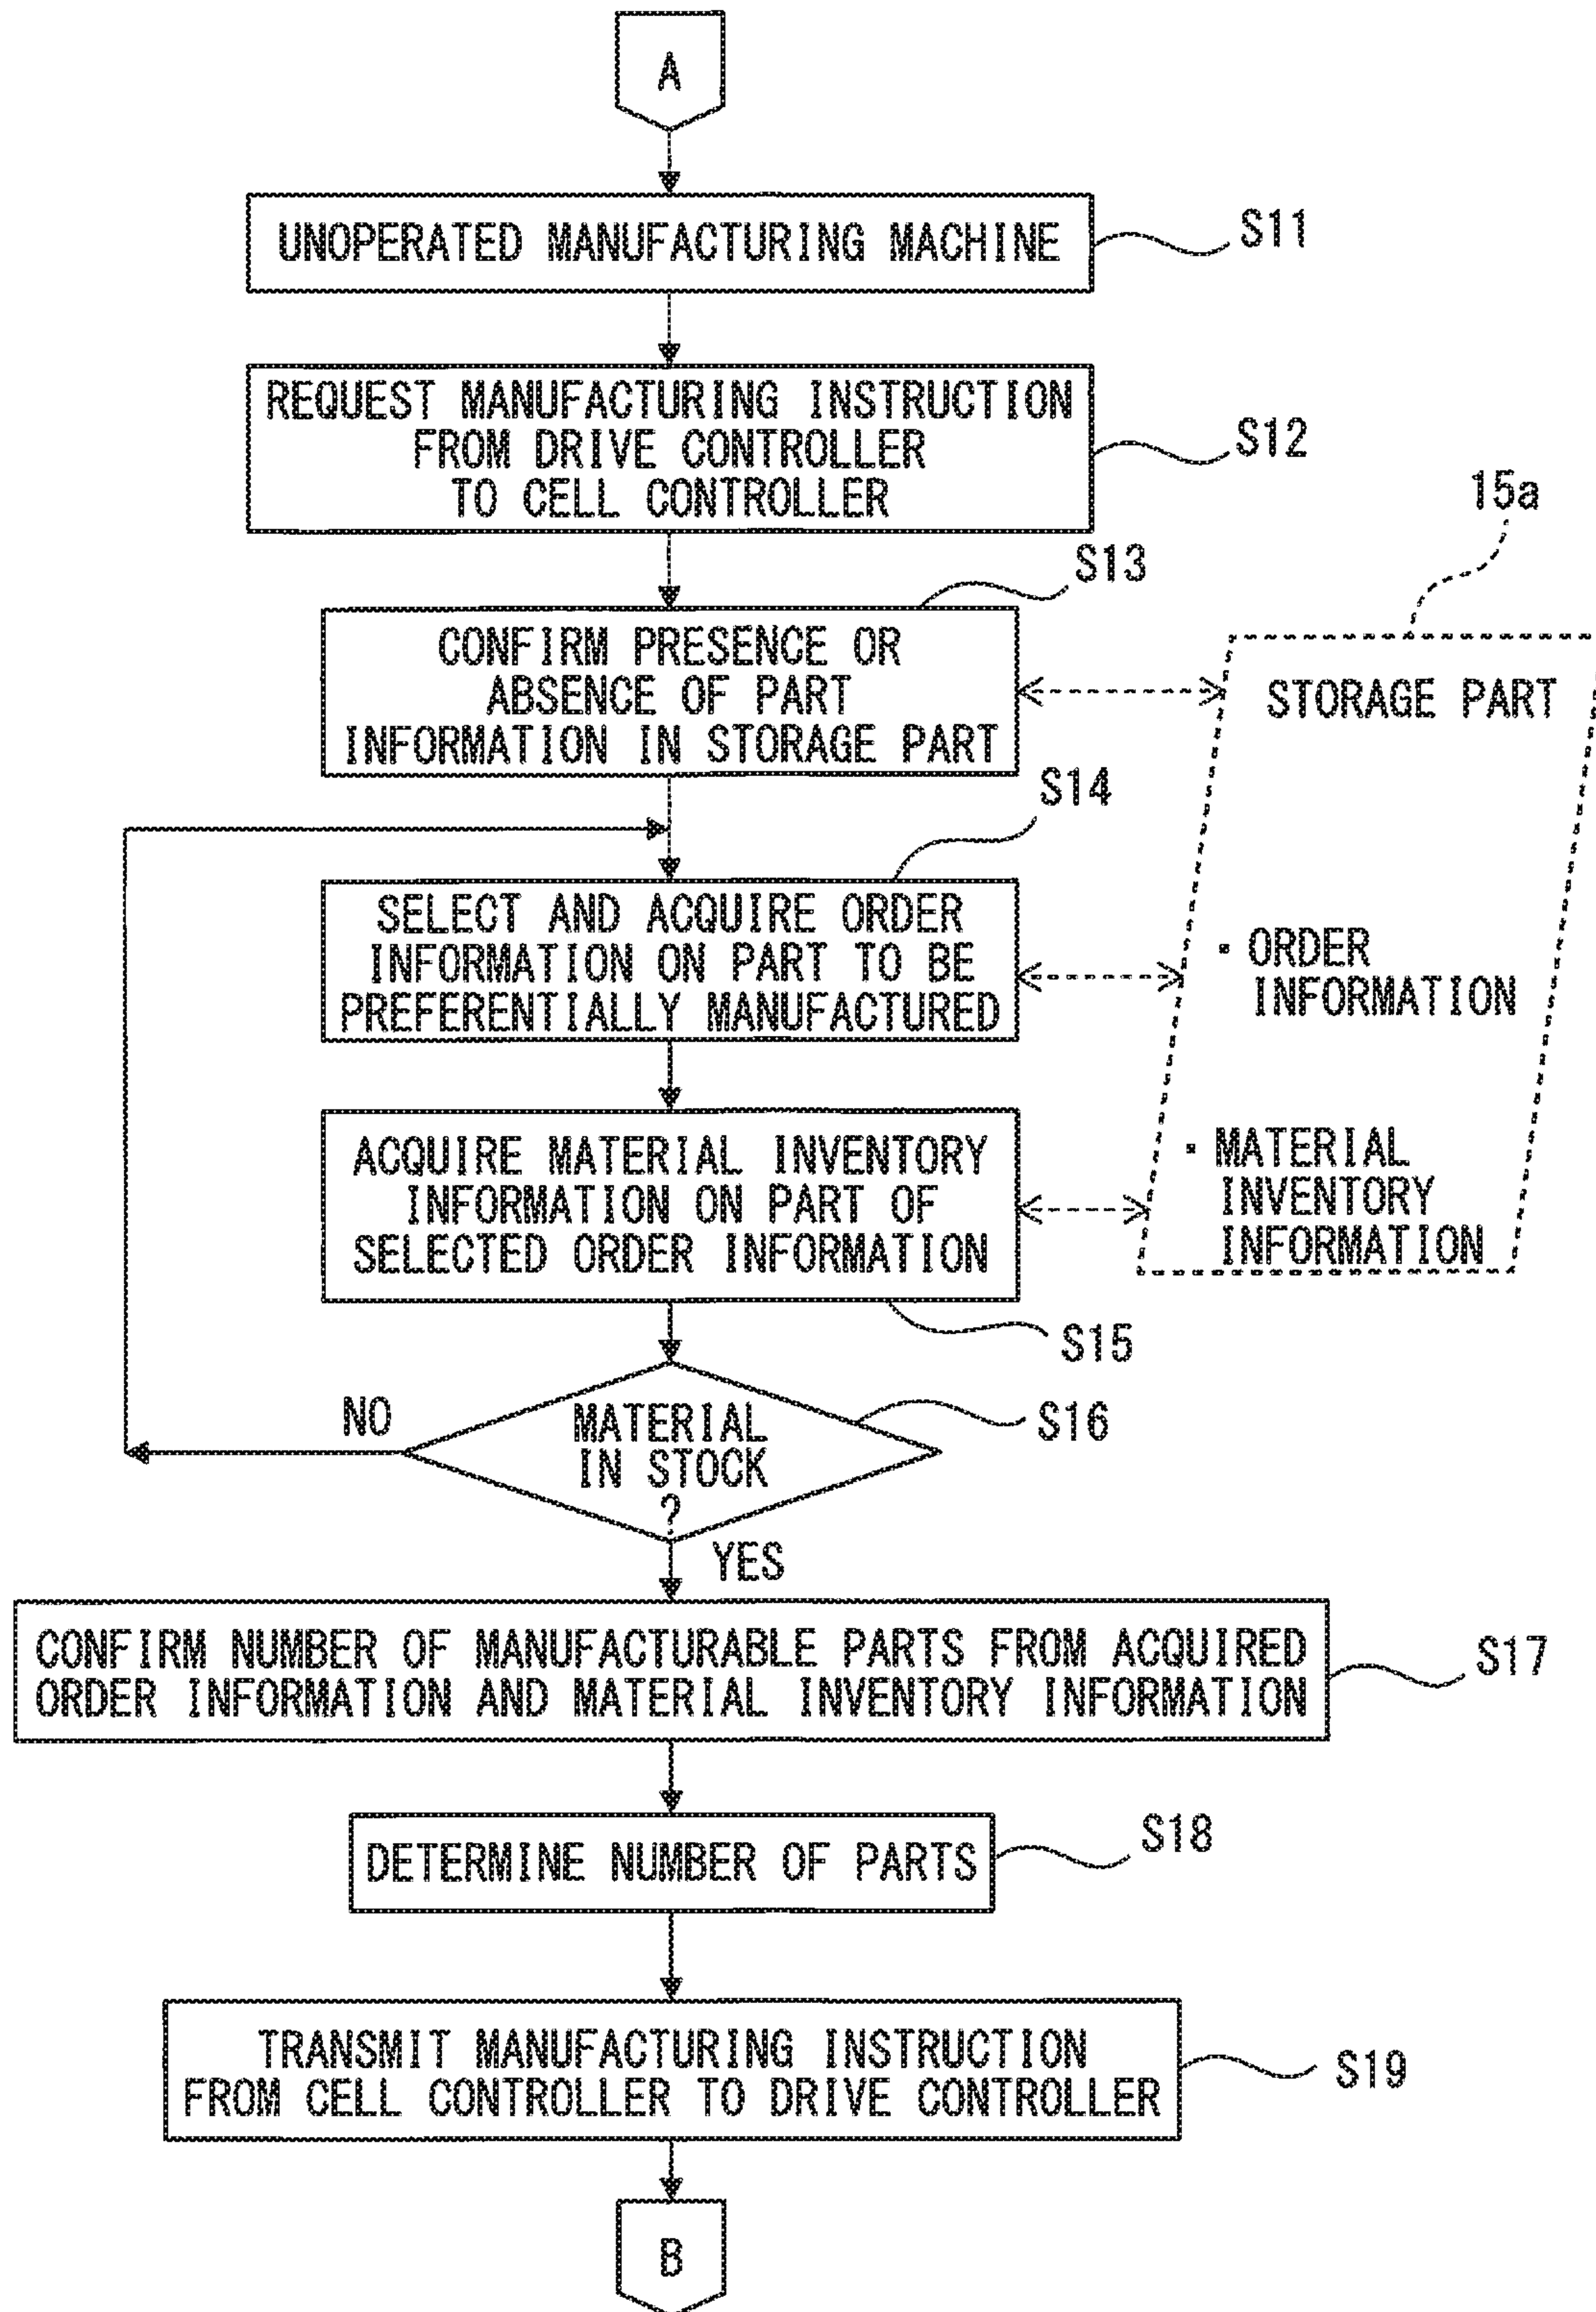 A
UNOPERATED MANUFACTURING MACHINE
S11
REQUEST MANUFACTURING INSTRUCTION
FROM DRIVE CONTROLLER
TO CELL CONTROLLER
S12
15a
S13
CONFIRM PRESENCE OR
ABSENCE OF PART
INFORMATION IN STORAGE PART
STORAGE PART
S14
SELECT AND ACQUIRE ORDER
INFORMATION ON PART TO BE
PREFERENTIALLY MANUFACTURED
・ORDER
INFORMATION
ACQUIRE MATERIAL INVENTORY
INFORMATION ON PART OF
SELECTED ORDER INFORMATION
・MATERIAL
INVENTORY
INFORMATION
S15
NO
MATERIAL
IN STOCK
?
S16
YES
CONFIRM NUMBER OF MANUFACTURABLE PARTS FROM ACQUIRED
ORDER INFORMATION AND MATERIAL INVENTORY INFORMATION
S17
DETERMINE NUMBER OF PARTS
S18
TRANSMIT MANUFACTURING INSTRUCTION
FROM CELL CONTROLLER TO DRIVE CONTROLLER
S19
B